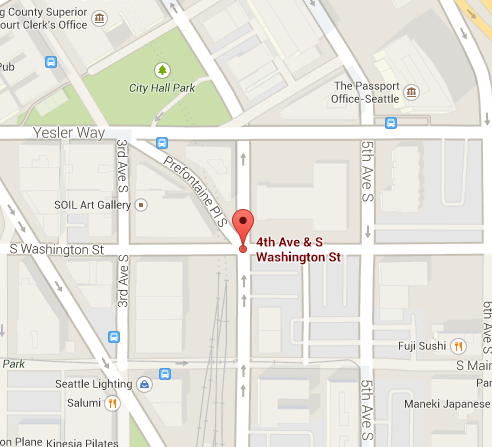 g County Superior
ourt Clerk's Office
Pub
City Hall Park
The Passport
Office-Seattle
Yesler Way
3rd Ave S
Prefontaine Pl S
5th Ave S
SOIL Art Gallery
4th Ave & S
Washington St
S Washington St
3rd Ave S
6th Ave S
Fuji Sushi
Park
S Main
Seattle Lighting
Salumi
5th Ave S
Par
Maneki Japanese
on Plane
Kinesia Pilates